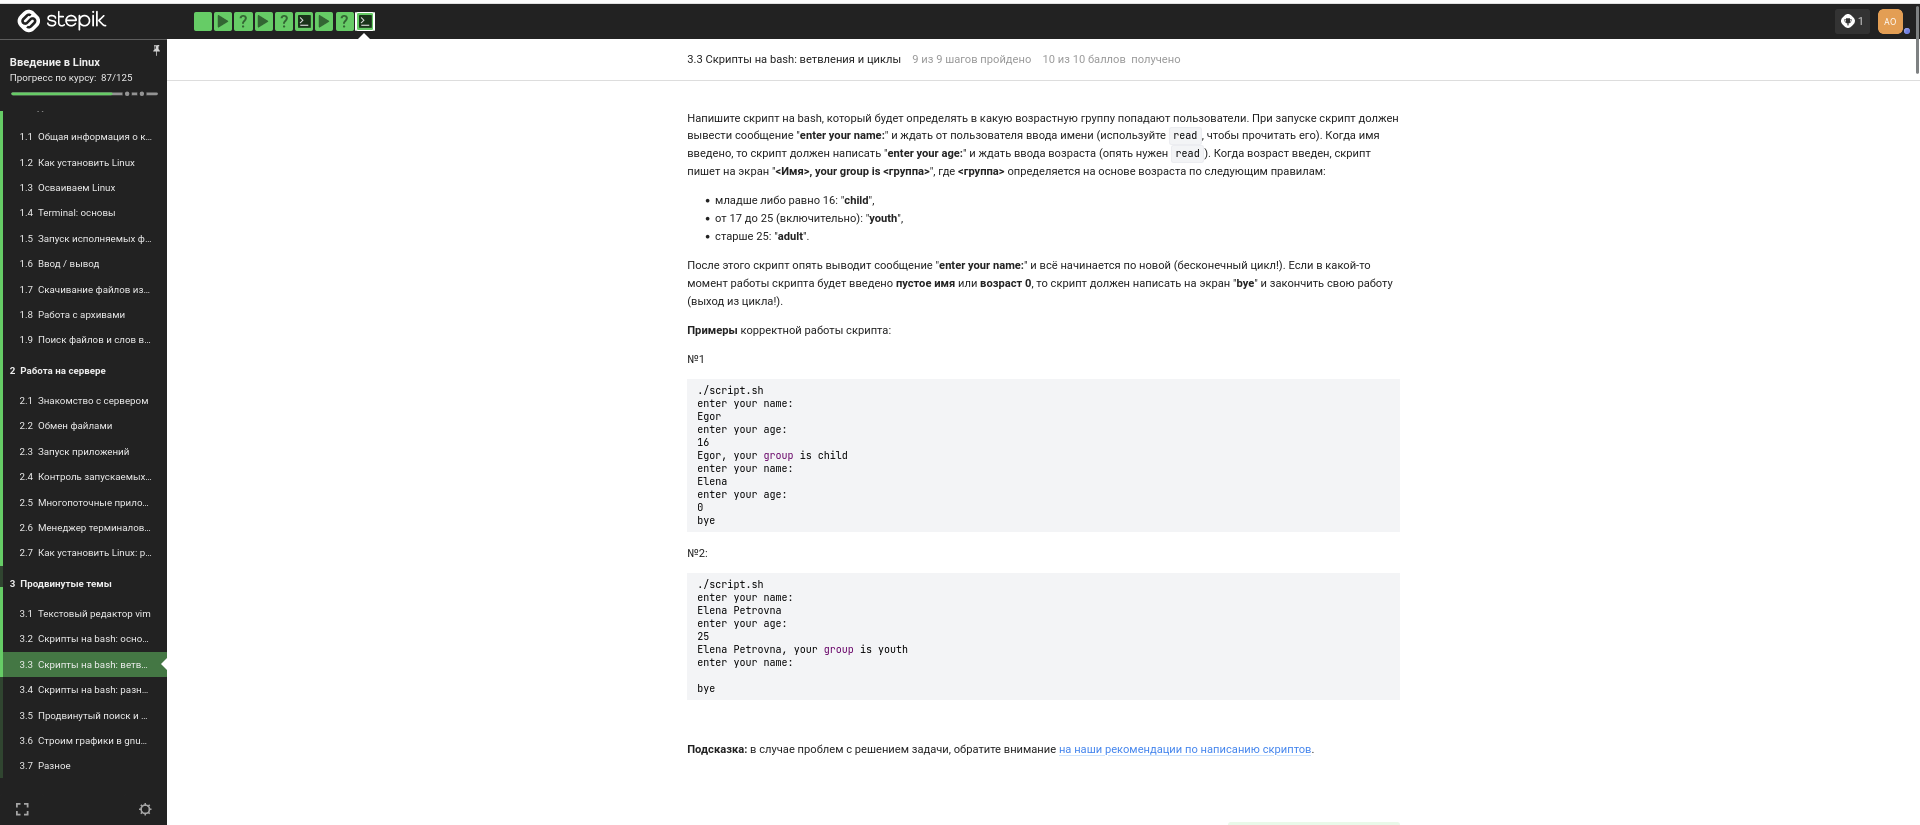 stepik
1
AO
Введение в Linux
Прогресс по курсу: 87/125
1.1 Общая информация о к...
1.2 Как установить Linux
1.3 Осваиваем Linux
1.4 Terminal: основы
1.5 Запуск исполняемых ф...
1.6 Ввод / вывод
1.7 Скачивание файлов из...
1.8 Работа с архивами
1.9 Поиск файлов и слов в...
2 Работа на сервере
2.1 Знакомство с сервером
2.2 Обмен файлами
2.3 Запуск приложений
2.4 Контроль запускаемых...
2.5 Многопоточные прило...
2.6 Менеджер терминалов...
2.7 Как установить Linux: р...
3 Продвинутые темы
3.1 Текстовый редактор vim
3.2 Скрипты на bash: осно...
3.3 Скрипты на bash: ветв...
3.4 Скрипты на bash: разн...
3.5 Продвинутый поиск и ...
3.6 Строим графики в gnu...
3.7 Разное
3.3 Скрипты на bash: ветвления и циклы 9 из 9 шагов пройдено 10 из 10 баллов получено
Напишите скрипт на bash, который будет определять в какую возрастную группу попадают пользователи. При запуске скрипт должен
вывести сообщение "enter your name:" и ждать от пользователя ввода имени (используйте read, чтобы прочитать его). Когда имя
введено, то скрипт должен написать "enter your age:" и ждать ввода возраста (опять нужен read). Когда возраст введен, скрипт
пишет на экран "<Имя>, your group is <группа>", где <группа> определяется на основе возраста по следующим правилам:
• младше либо равно 16: "child",
• от 17 до 25 (включительно): "youth",
• старше 25: "adult".
После этого скрипт опять выводит сообщение "enter your name:" и всё начинается по новой (бесконечный цикл!). Если в какой-то
момент работы скрипта будет введено пустое имя или возраст 0, то скрипт должен написать на экран "bye" и закончить свою работу
(выход из цикла!).
Примеры корректной работы скрипта:
№1
./script.sh
enter your name:
Egor
enter your age:
16
Egor, your group is child
enter your name:
Elena
enter your age:
0
bye
№2:
./script.sh
enter your name:
Elena Petrovna
enter your age:
25
Elena Petrovna, your group is youth
enter your name:
bye
Подсказка: в случае проблем с решением задачи, обратите внимание на наши рекомендации по написанию скриптов.